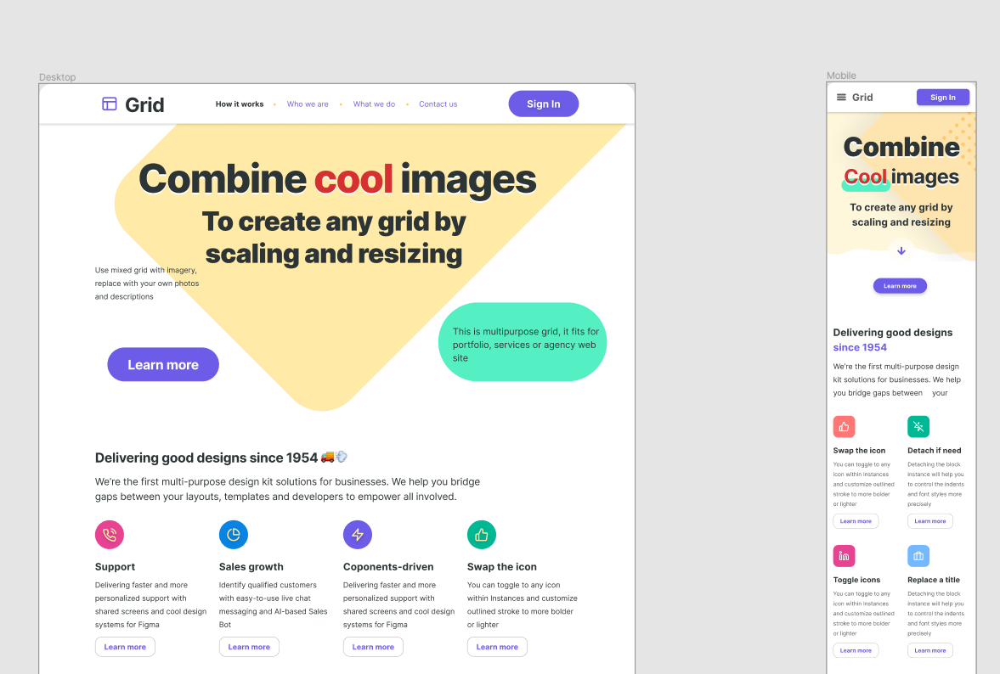 Desktop
Grid
How it works • Who we are • What we do • Contact us
Sign In
Combine cool images
To create any grid by
scaling and resizing
Use mixed grid with imagery,
replace with your own photos
and descriptions
Learn more
This is multipurpose grid, it fits for
portfolio, services or agency web
site
Delivering good designs since 1954 🚚💨
We're the first multi-purpose design kit solutions for businesses. We help you bridge
gaps between your layouts, templates and developers to empower all involved.
Support
Delivering faster and more
personalized support with
shared screens and cool design
systems for Figma
Learn more
Sales growth
Identify qualified customers
with easy-to-use live chat
messaging and AI-based Sales
Bot
Learn more
Coponents-driven
Delivering faster and more
personalized support with
shared screens and cool design
systems for Figma
Learn more
Swap the icon
You can toggle to any icon
within Instances and customize
outlined stroke to more bolder
or lighter
Learn more
Mobile
Grid
Sign In
Combine
Cool images
To create any grid by
scaling and resizing
Learn more
Delivering good designs
since 1954
We're the first multi-purpose design
kit solutions for businesses. We help
you bridge gaps between your
Swap the icon
You can toggle to any
icon within Instances
and customize outlined
stroke to more bolder
or lighter
Learn more
Detach if need
Detaching the block
instance will help you
to control the indents
and font styles more
precisely
Learn more
Toggle icons
You can toggle to any
icon within Instances
and customize outlined
stroke to more bolder
or lighter
Learn more
Replace a title
Detaching the block
instance will help you
to control the indents
and font styles more
precisely
Learn more